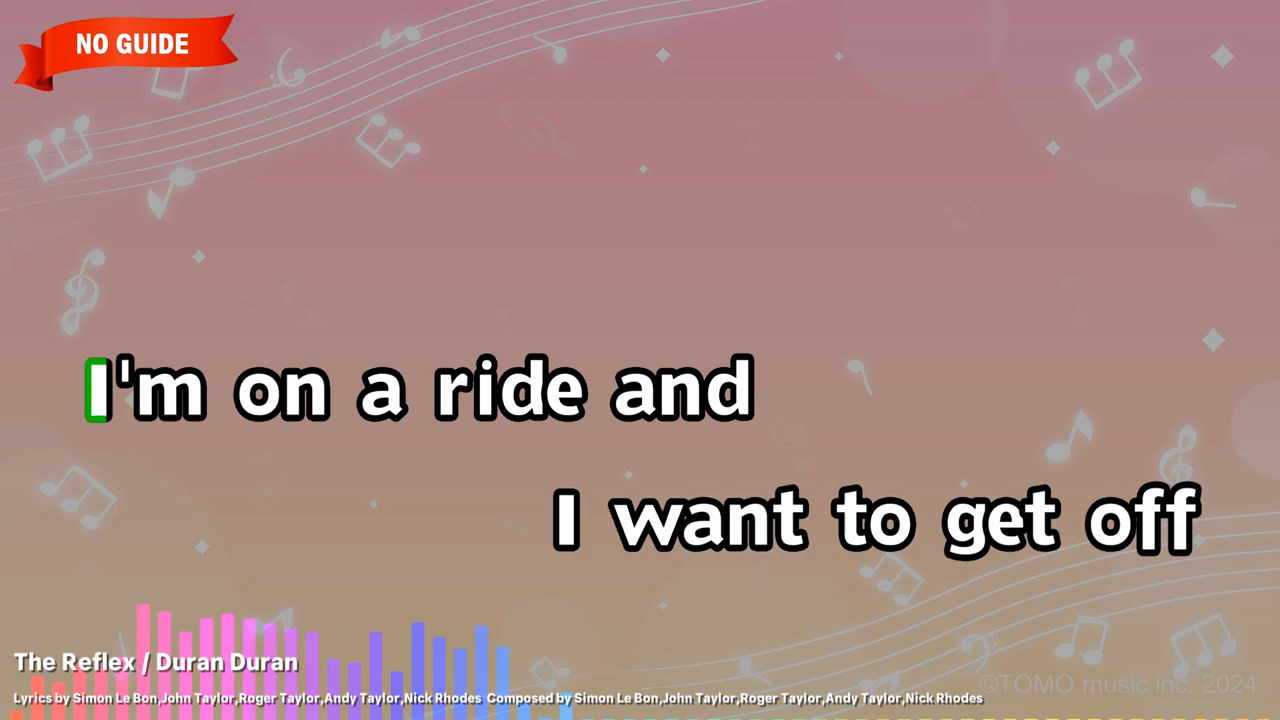 NO GUIDE
I'm on a ride and
I want to get off
The Reflex / Duran Duran
Lyrics by Simon Le Bon,John Taylor,Roger Taylor,Andy Taylor,Nick Rhodes Composed by Simon Le Bon,John Taylor,Roger Taylor,Andy Taylor,Nick Rhodes
©TOMO music inc. 2024